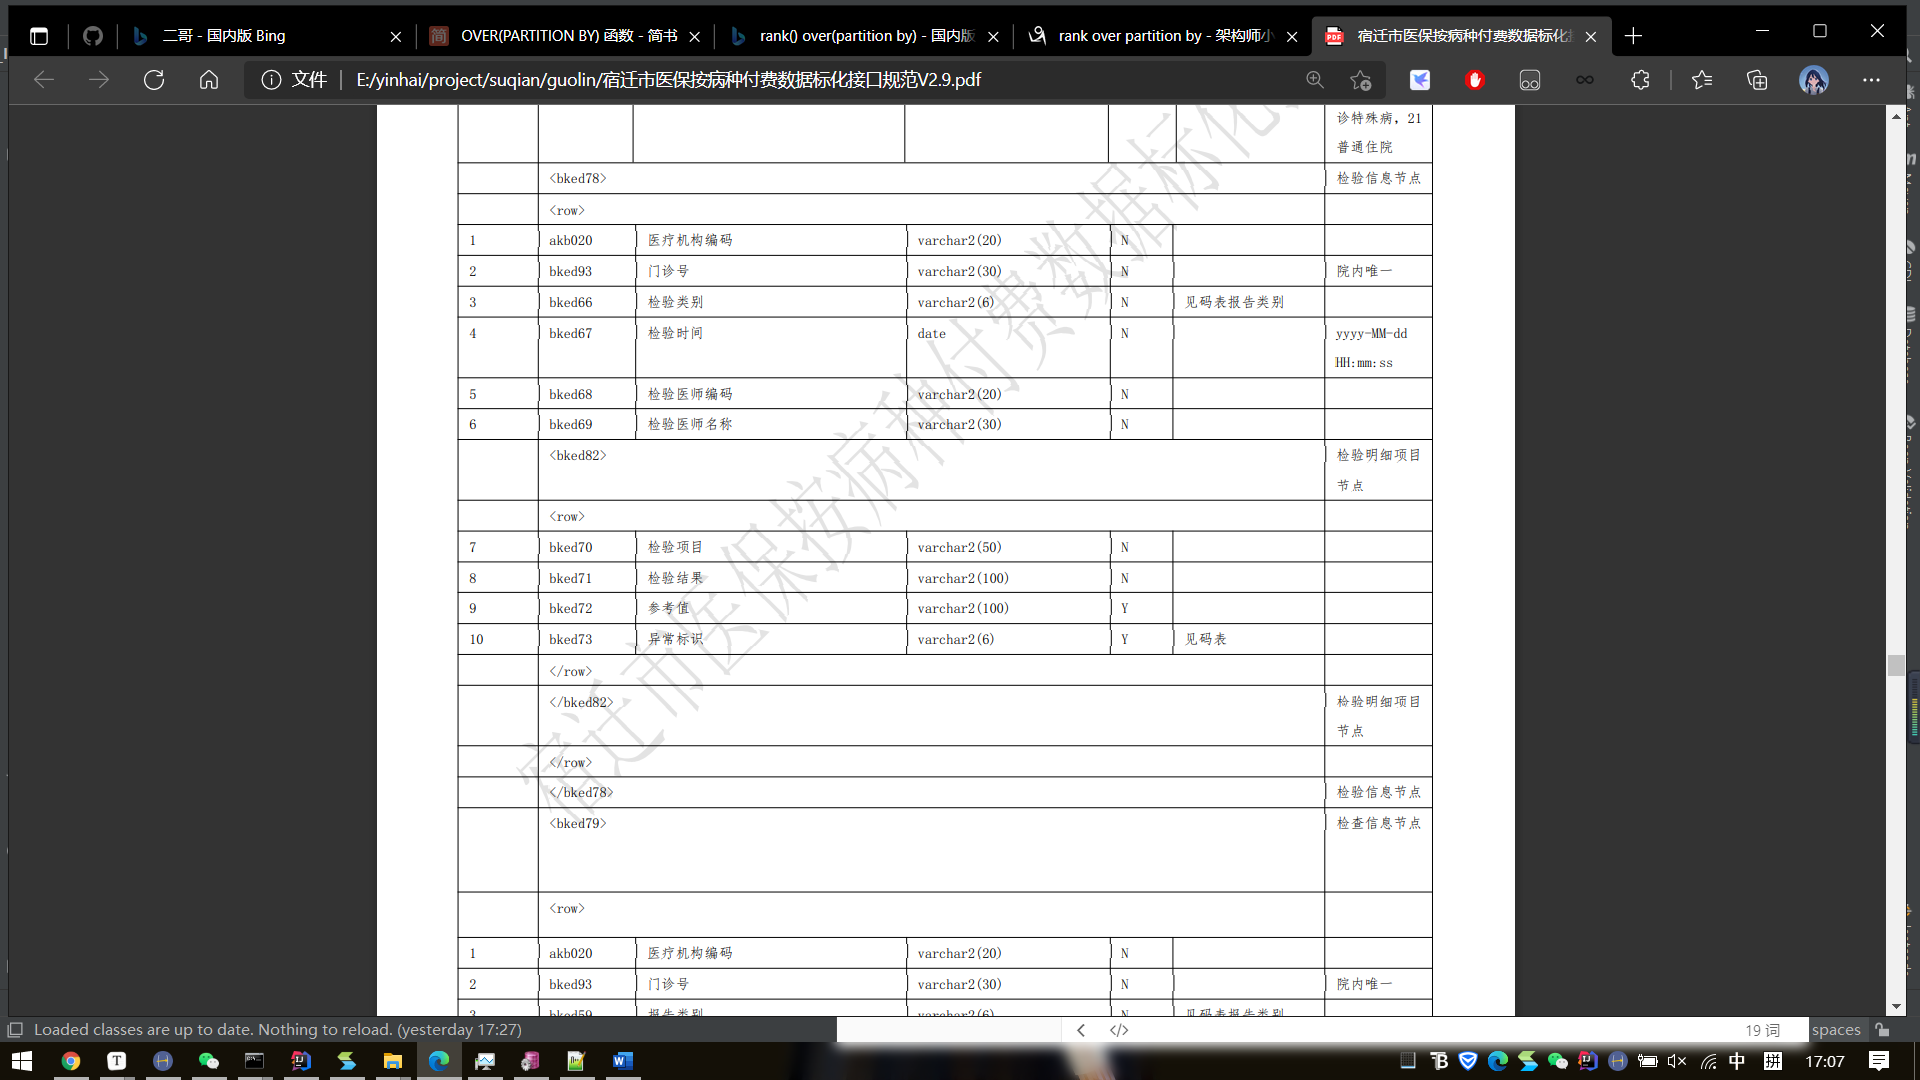 二哥 - 国内版 Bing
OVER(PARTITION BY) 函数 - 简书
rank() over(partition by) - 国内版
rank over partition by - 架构师小
宿迁市医保按病种付费数据标化接
文件
E:/yinhai/project/suqian/guolin/宿迁市医保按病种付费数据标化接口规范V2.9.pdf
诊特殊病，21
普通住院
<bked78> 检验信息节点
<row>
1 akb020 医疗机构编码 varchar2(20) N
2 bked93 门诊号 varchar2(30) N 院内唯一
3 bked66 检验类别 varchar2(6) N 见码表报告类别
4 bked67 检验时间 date N yyyy-MM-dd
HH:mm:ss
5 bked68 检验医师编码 varchar2(20) N
6 bked69 检验医师名称 varchar2(30) N
<bked82> 检验明细项目
节点
<row>
7 bked70 检验项目 varchar2(50) N
8 bked71 检验结果 varchar2(100) N
9 bked72 参考值 varchar2(100) Y
10 bked73 异常标识 varchar2(6) Y 见码表
</row>
</bked82> 检验明细项目
节点
</row>
</bked78> 检验信息节点
<bked79> 检查信息节点
<row>
1 akb020 医疗机构编码 varchar2(20) N
2 bked93 门诊号 varchar2(30) N 院内唯一
3 bked59 报告类别 varchar2(6) N 见码表报告类别
宿迁市医保按病种付费数据标化
Loaded classes are up to date. Nothing to reload. (yesterday 17:27)
19 词
spaces
中
拼
17:07